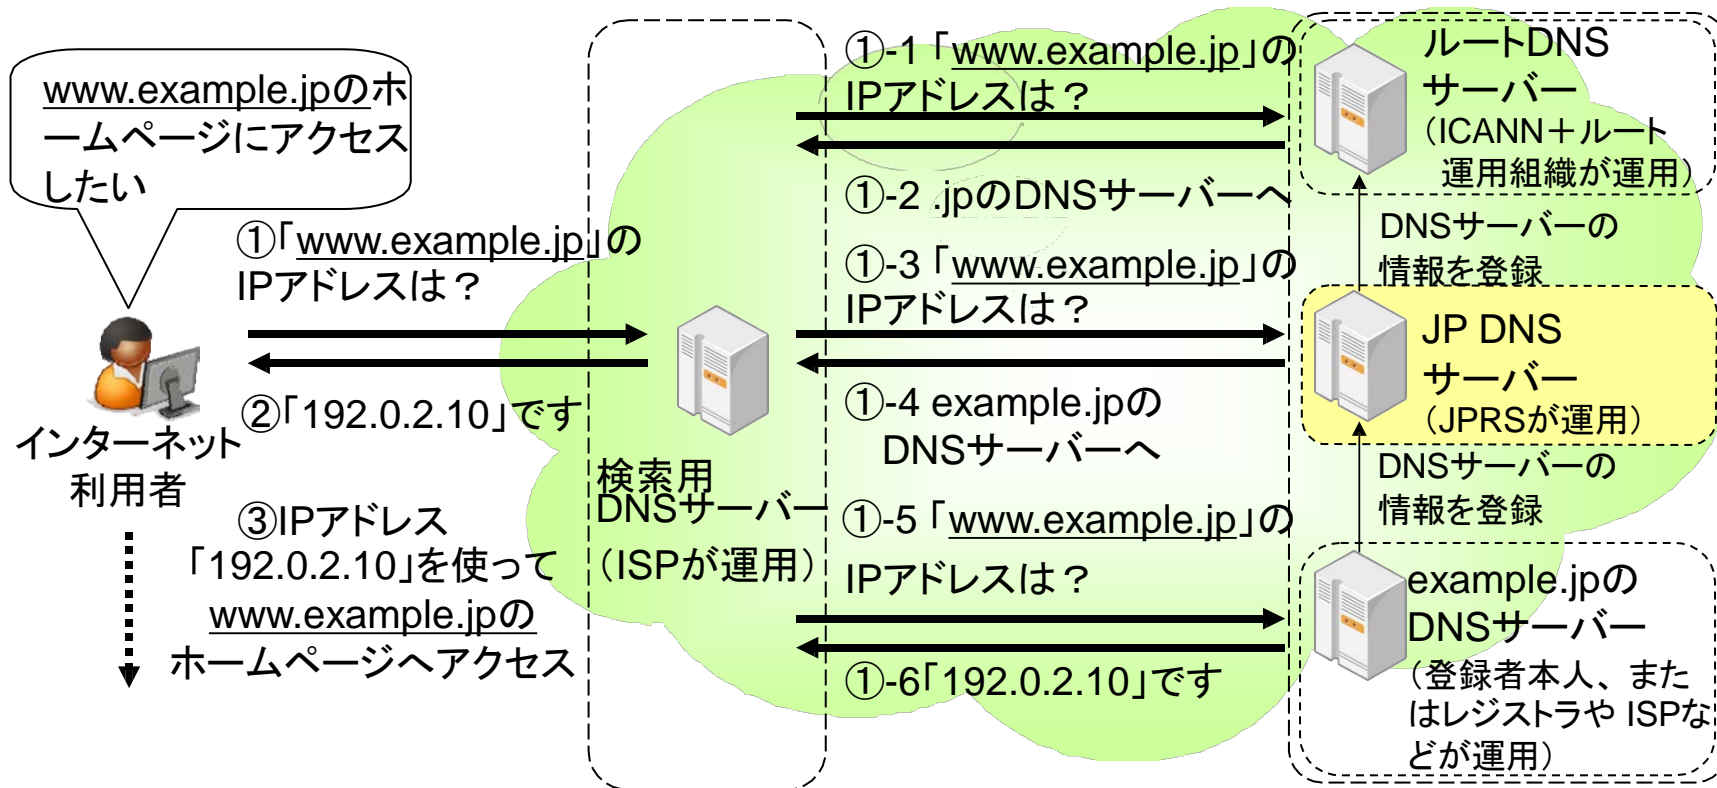 www.example.jpのホ
ームページにアクセス
したい
①「www.example.jp」の
IPアドレスは？
②「192.0.2.10」です
インターネット
利用者
③IPアドレス
「192.0.2.10」を使って
www.example.jpの
ホームページへアクセス
検索用
DNSサーバー
（ISPが運用）
①-1「www.example.jp」の
IPアドレスは？
①-2 .jpのDNSサーバーへ
①-3「www.example.jp」の
IPアドレスは？
①-4 example.jpの
DNSサーバーへ
①-5「www.example.jp」の
IPアドレスは？
①-6「192.0.2.10」です
ルートDNS
サーバー
（ICANN＋ルート
運用組織が運用）
DNSサーバーの
情報を登録
JP DNS
サーバー
（JPRSが運用）
DNSサーバーの
情報を登録
example.jpの
DNSサーバー
（登録者本人、また
はレジストラや ISPな
どが運用）